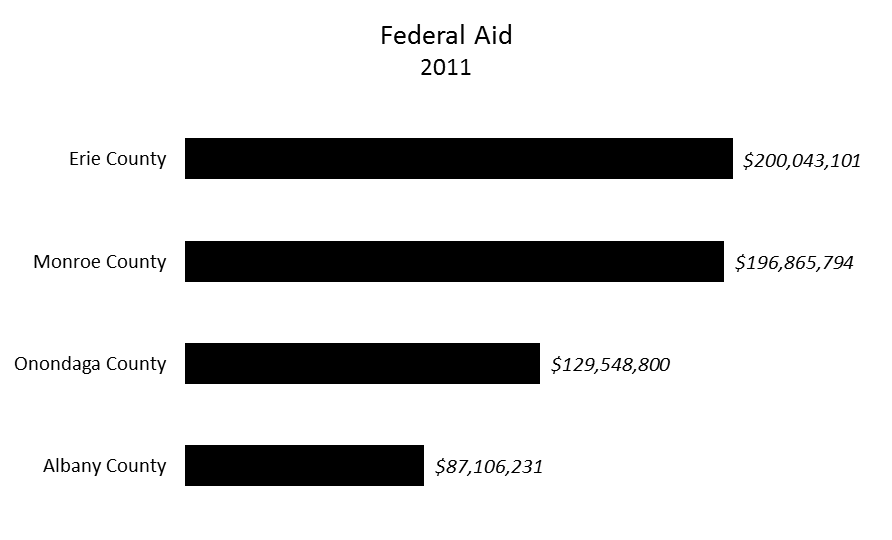 Federal Aid
2011
Erie County $200,043,101
Monroe County $196,865,794
Onondaga County $129,548,800
Albany County $87,106,231